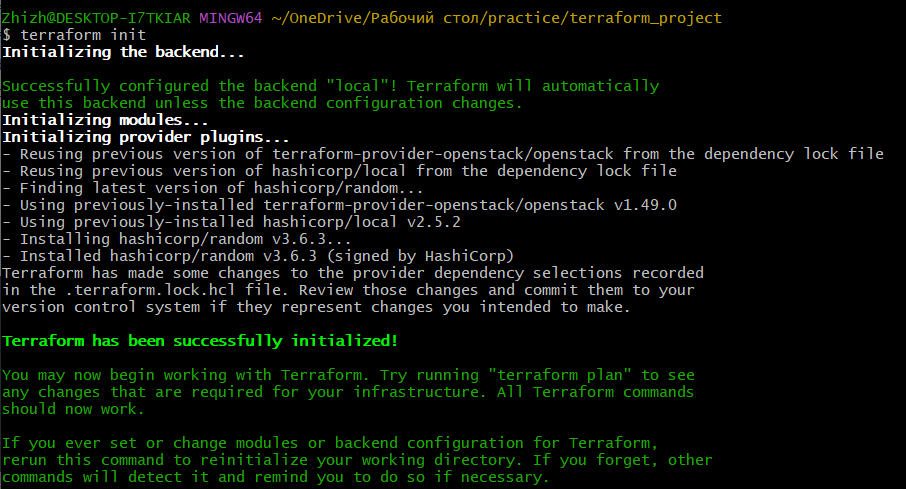 Zhizh@DESKTOP-I7TKIAR MINGW64 ~/OneDrive/Рабочий стол/practice/terraform_project
$ terraform init
Initializing the backend...
Successfully configured the backend "local"! Terraform will automatically
use this backend unless the backend configuration changes.
Initializing modules...
Initializing provider plugins...
- Reusing previous version of terraform-provider-openstack/openstack from the dependency lock file
- Reusing previous version of hashicorp/local from the dependency lock file
- Finding latest version of hashicorp/random...
- Using previously-installed terraform-provider-openstack/openstack v1.49.0
- Using previously-installed hashicorp/local v2.5.2
- Installing hashicorp/random v3.6.3...
- Installed hashicorp/random v3.6.3 (signed by HashiCorp)
Terraform has made some changes to the provider dependency selections recorded
in the .terraform.lock.hcl file. Review those changes and commit them to your
version control system if they represent changes you intended to make.
Terraform has been successfully initialized!
You may now begin working with Terraform. Try running "terraform plan" to see
any changes that are required for your infrastructure. All Terraform commands
should now work.
If you ever set or change modules or backend configuration for Terraform,
rerun this command to reinitialize your working directory. If you forget, other
commands will detect it and remind you to do so if necessary.